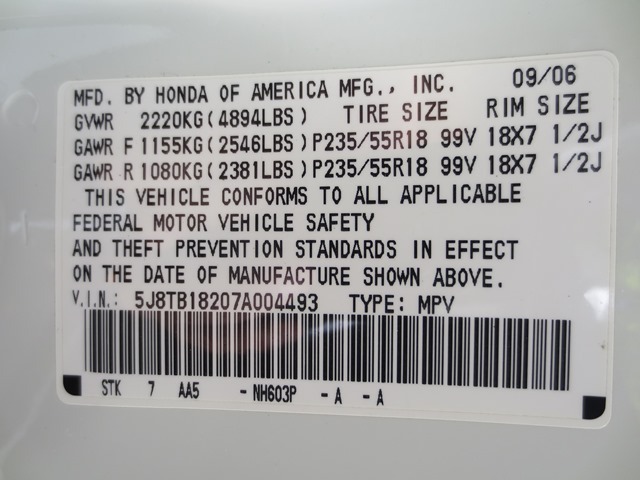 MFD. BY HONDA OF AMERICA MFG., INC. 09/06
GVWR 2220KG(4894LBS) TIRE SIZE RIM SIZE
GAWR F 1155KG(2546LBS) P235/55R18 99V 18X7 1/2J
GAWR R 1080KG(2381LBS) P235/55R18 99V 18X7 1/2J
THIS VEHICLE CONFORMS TO ALL APPLICABLE
FEDERAL MOTOR VEHICLE SAFETY
AND THEFT PREVENTION STANDARDS IN EFFECT
ON THE DATE OF MANUFACTURE SHOWN ABOVE.
V.I.N.: 5J8TB18207A004493 TYPE: MPV
STK 7 AA5 -NH603P -A -A